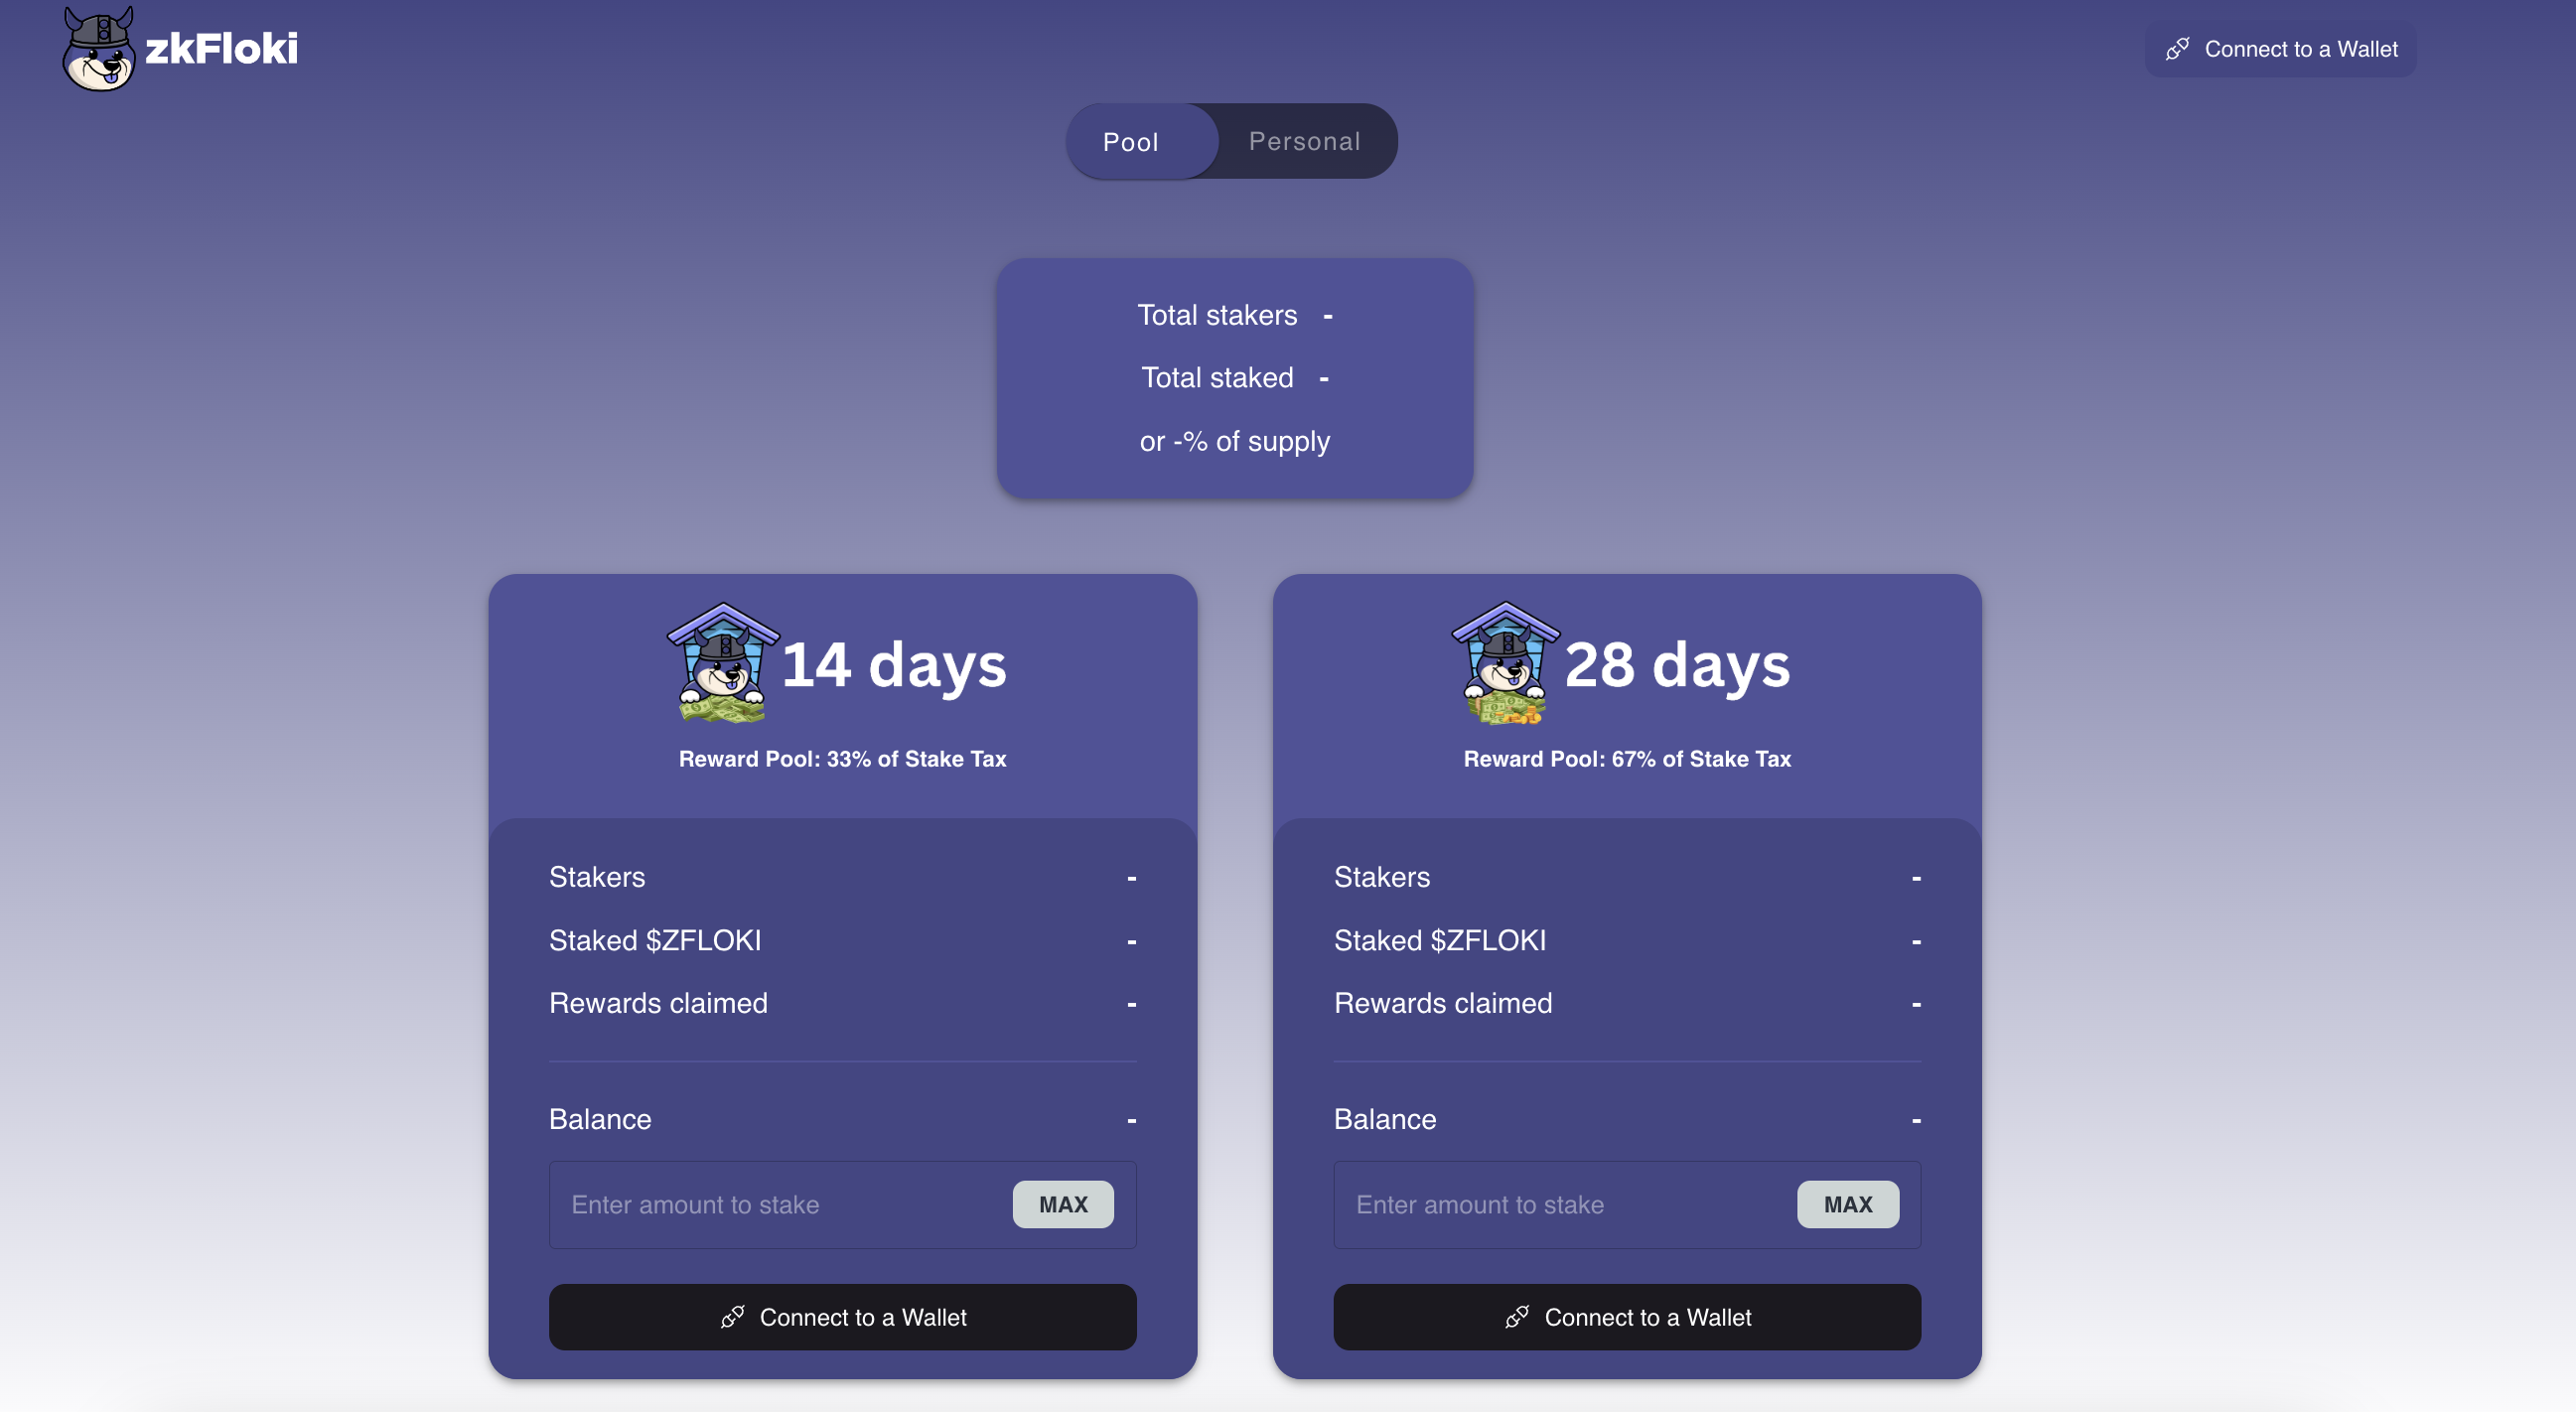 zkFloki
Connect to a Wallet
Pool
Personal
Total stakers -
Total staked -
or -% of supply
14 days
Reward Pool: 33% of Stake Tax
Stakers -
Staked $ZFLOKI -
Rewards claimed -
Balance -
Enter amount to stake MAX
Connect to a Wallet
28 days
Reward Pool: 67% of Stake Tax
Stakers -
Staked $ZFLOKI -
Rewards claimed -
Balance -
Enter amount to stake MAX
Connect to a Wallet